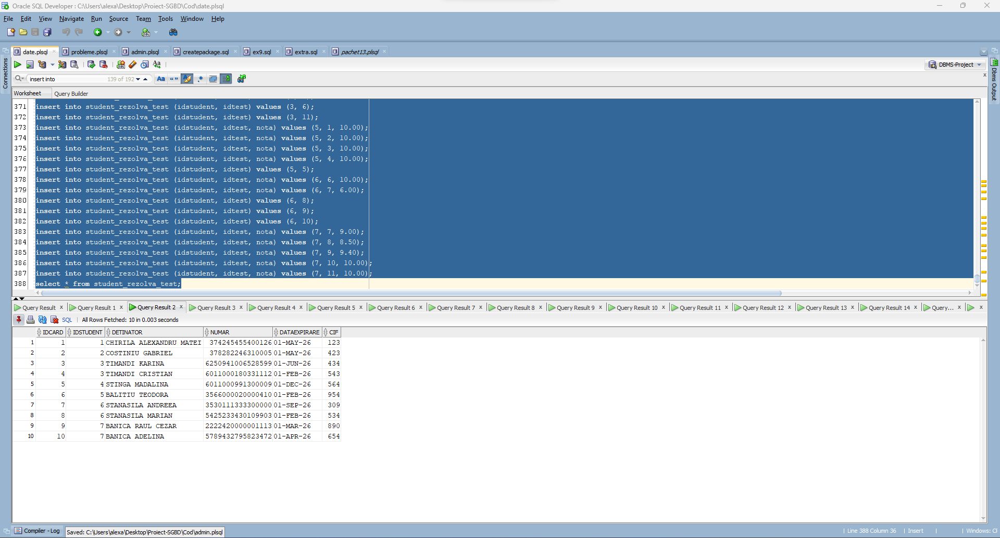 Oracle SQL Developer : C:\Users\alexa\Desktop\Proiect-SGBD\Cod\date.plsql
File Edit View Navigate Run Source Team Tools Window Help
date.plsql probleme.plsql admin.plsql createpackage.sql ex9.sql extra.sql pachet13.plsql
DBMS-Project
Connections
Dbms Output
insert into 139 of 192
Worksheet Query Builder
371 insert into student_rezolva_test (idstudent, idtest) values (3, 6);
372 insert into student_rezolva_test (idstudent, idtest) values (3, 11);
373 insert into student_rezolva_test (idstudent, idtest, nota) values (5, 1, 10.00);
374 insert into student_rezolva_test (idstudent, idtest, nota) values (5, 2, 10.00);
375 insert into student_rezolva_test (idstudent, idtest, nota) values (5, 3, 10.00);
376 insert into student_rezolva_test (idstudent, idtest, nota) values (5, 4, 10.00);
377 insert into student_rezolva_test (idstudent, idtest) values (5, 5);
378 insert into student_rezolva_test (idstudent, idtest, nota) values (6, 6, 10.00);
379 insert into student_rezolva_test (idstudent, idtest, nota) values (6, 7, 6.00);
380 insert into student_rezolva_test (idstudent, idtest) values (6, 8);
381 insert into student_rezolva_test (idstudent, idtest) values (6, 9);
382 insert into student_rezolva_test (idstudent, idtest) values (6, 10);
383 insert into student_rezolva_test (idstudent, idtest, nota) values (7, 7, 9.00);
384 insert into student_rezolva_test (idstudent, idtest, nota) values (7, 8, 8.50);
385 insert into student_rezolva_test (idstudent, idtest, nota) values (7, 9, 9.40);
386 insert into student_rezolva_test (idstudent, idtest, nota) values (7, 10, 10.00);
387 insert into student_rezolva_test (idstudent, idtest, nota) values (7, 11, 10.00);
388 select * from student_rezolva_test;
Query Result Query Result 1 Query Result 2 Query Result 3 Query Result 4 Query Result 5 Query Result 6 Query Result 7 Query Result 8 Query Result 9 Query Result 10 Query Result 11 Query Result 12 Query Result 13 Query Result 14 Query...
SQL | All Rows Fetched: 10 in 0.003 seconds
IDCARD IDSTUDENT DETINATOR NUMAR DATAEXPIRARE CIF
1 1 1 CHIRILA ALEXANDRU MATEI 374245455400126 01-MAY-26 123
2 2 2 COSTINIU GABRIEL 378282246310005 01-MAY-26 423
3 3 3 TIMANDI KARINA 6250941006528599 01-JUN-26 434
4 4 3 TIMANDI CRISTIAN 6011000180331112 01-FEB-26 543
5 5 4 STINGA MADALINA 6011000991300009 01-DEC-26 564
6 6 5 BALITIU TEODORA 3566000020000410 01-FEB-26 954
7 7 6 STANASILA ANDREEA 3530111333300000 01-SEP-26 309
8 8 6 STANASILA MARIAN 5425233430109903 01-FEB-26 534
9 9 7 BANICA RAUL CEZAR 2222420000001113 01-MAR-26 890
10 10 7 BANICA ADELINA 5789432795823472 01-APR-26 654
Compiler - Log
Saved: C:\Users\alexa\Desktop\Proiect-SGBD\Cod\admin.plsql
Line 388 Column 36 | Insert | | Windows: